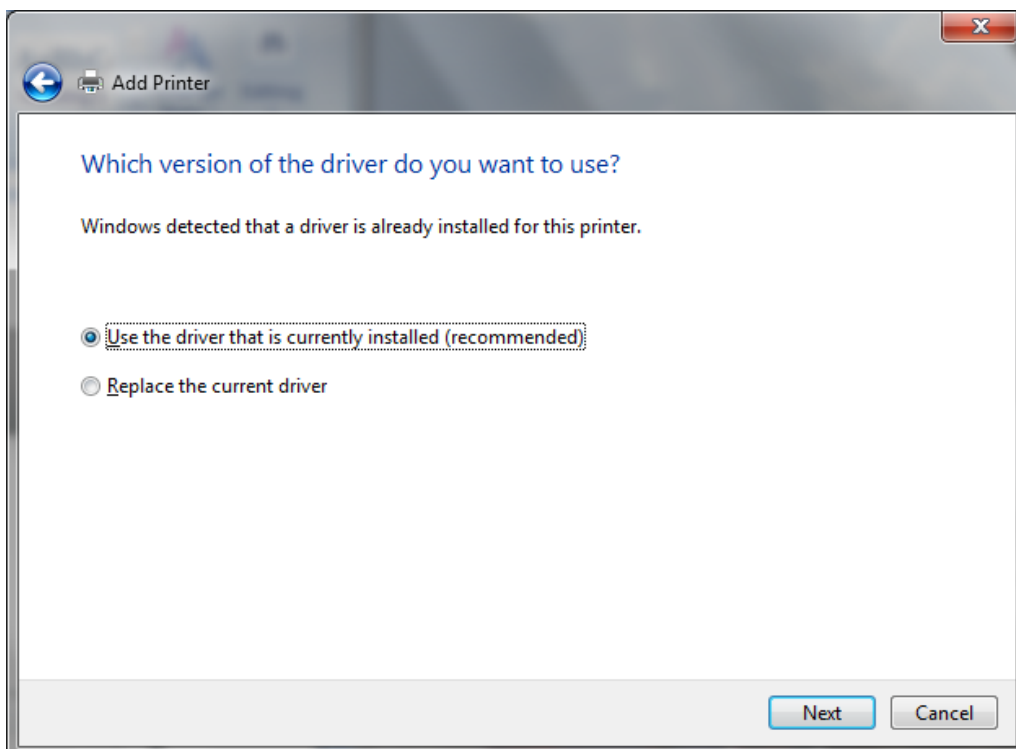 Add Printer
Which version of the driver do you want to use?
Windows detected that a driver is already installed for this printer.
Use the driver that is currently installed (recommended)
Replace the current driver
Next Cancel